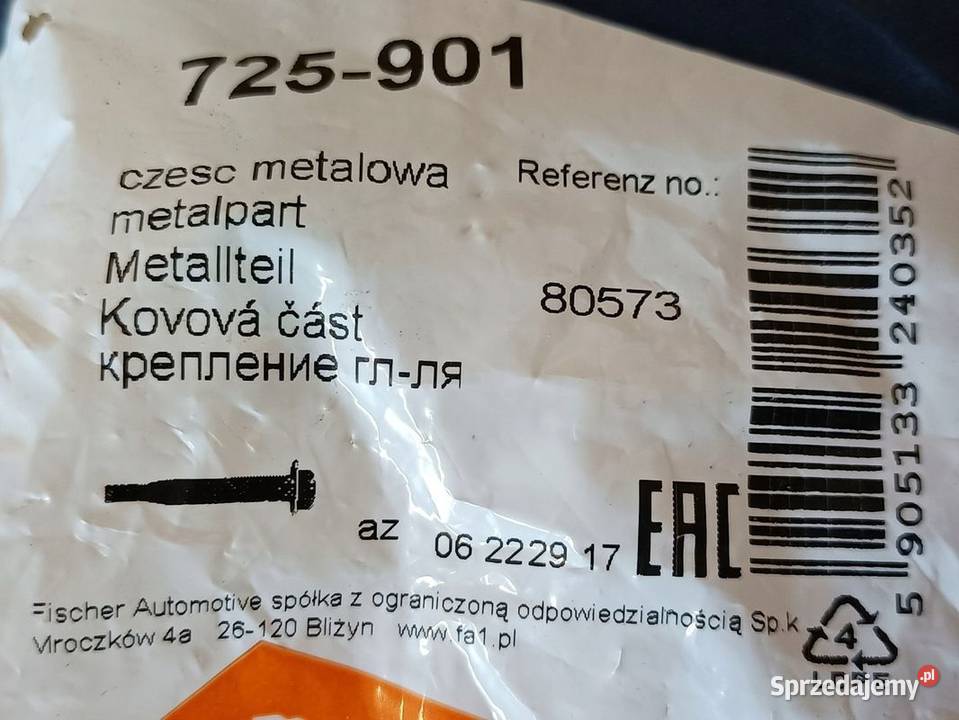 725-901
czesc metalowa
metalpart
Metallteil
Kovová část
крепление гл-ля
Referenz no.:
80573
az
06 2229 17
EAC
5 905133 240352
Fischer Automotive spółka z ograniczoną odpowiedzialnością Sp.k
Mroczków 4a 26-120 Bliżyn www.fa1.pl
4
Sprzedajemy.pl